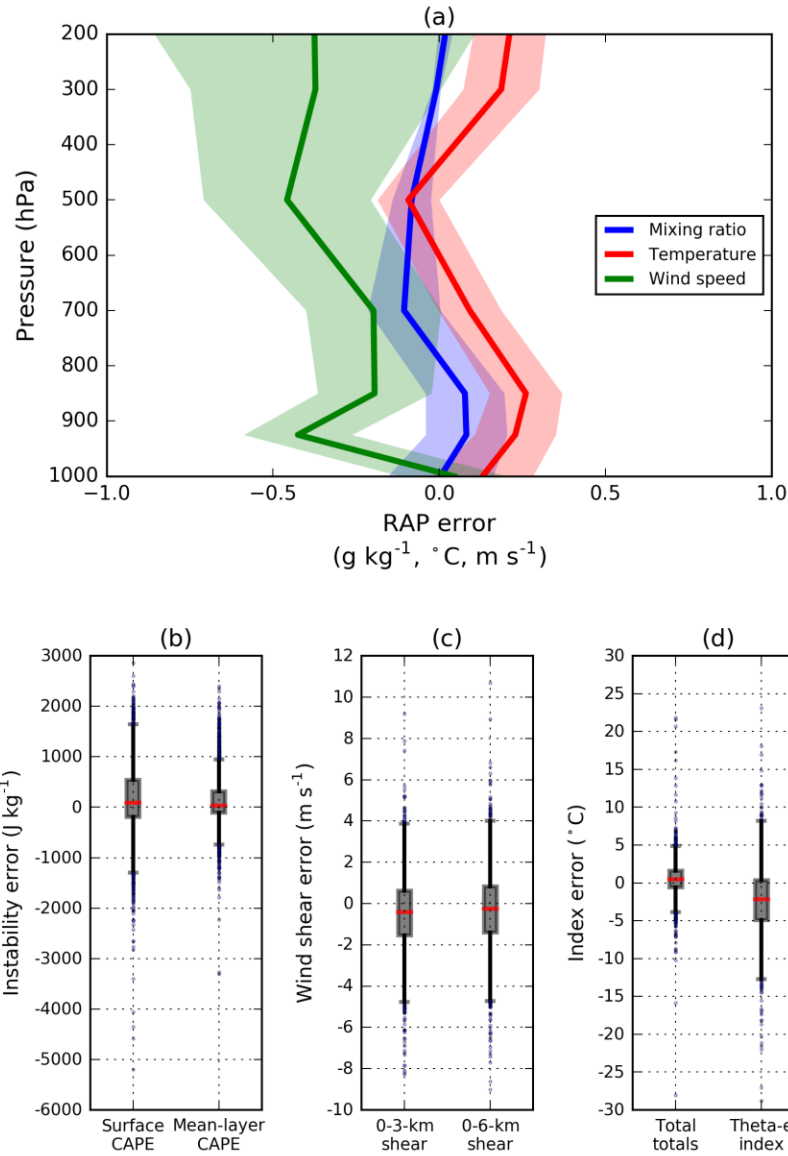 (a)
200
300
400
500
600
700
800
900
1000
Pressure (hPa)
Mixing ratio
Temperature
Wind speed
−1.0
−0.5
0.0
0.5
1.0
RAP error
(g kg⁻¹, °C, m s⁻¹)
(b)
3000
2000
1000
0
-1000
-2000
-3000
-4000
-5000
-6000
Instability error (J kg⁻¹)
Surface CAPE
Mean-layer CAPE
(c)
12
10
8
6
4
2
0
-2
-4
-6
-8
-10
Wind shear error (m s⁻¹)
0-3-km shear
0-6-km shear
(d)
30
25
20
15
10
5
0
-5
-10
-15
-20
-25
-30
Index error (°C)
Total totals
Theta-e index